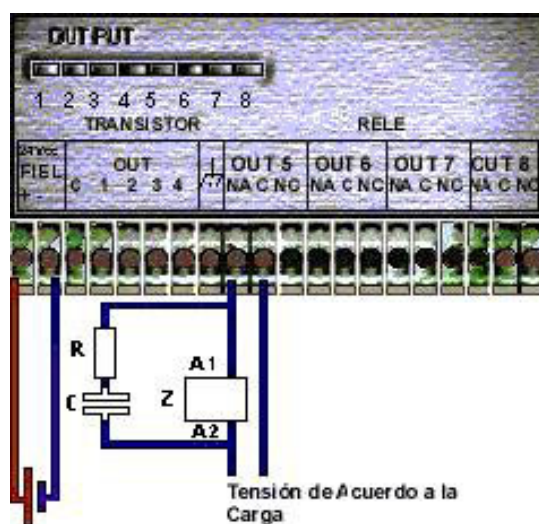 OUTPUT
1 2 3 4 5 6 7 8
TRANSISTOR RELE
24Vcc
FIEL
+ -
OUT
C 1 2 3 4
OUT 5 OUT 6 OUT 7 OUT 8
NA C NC NA C NC NA C NC NA C NC
R
C
A1
Z
A2
Tensión de Acuerdo a la
Carga